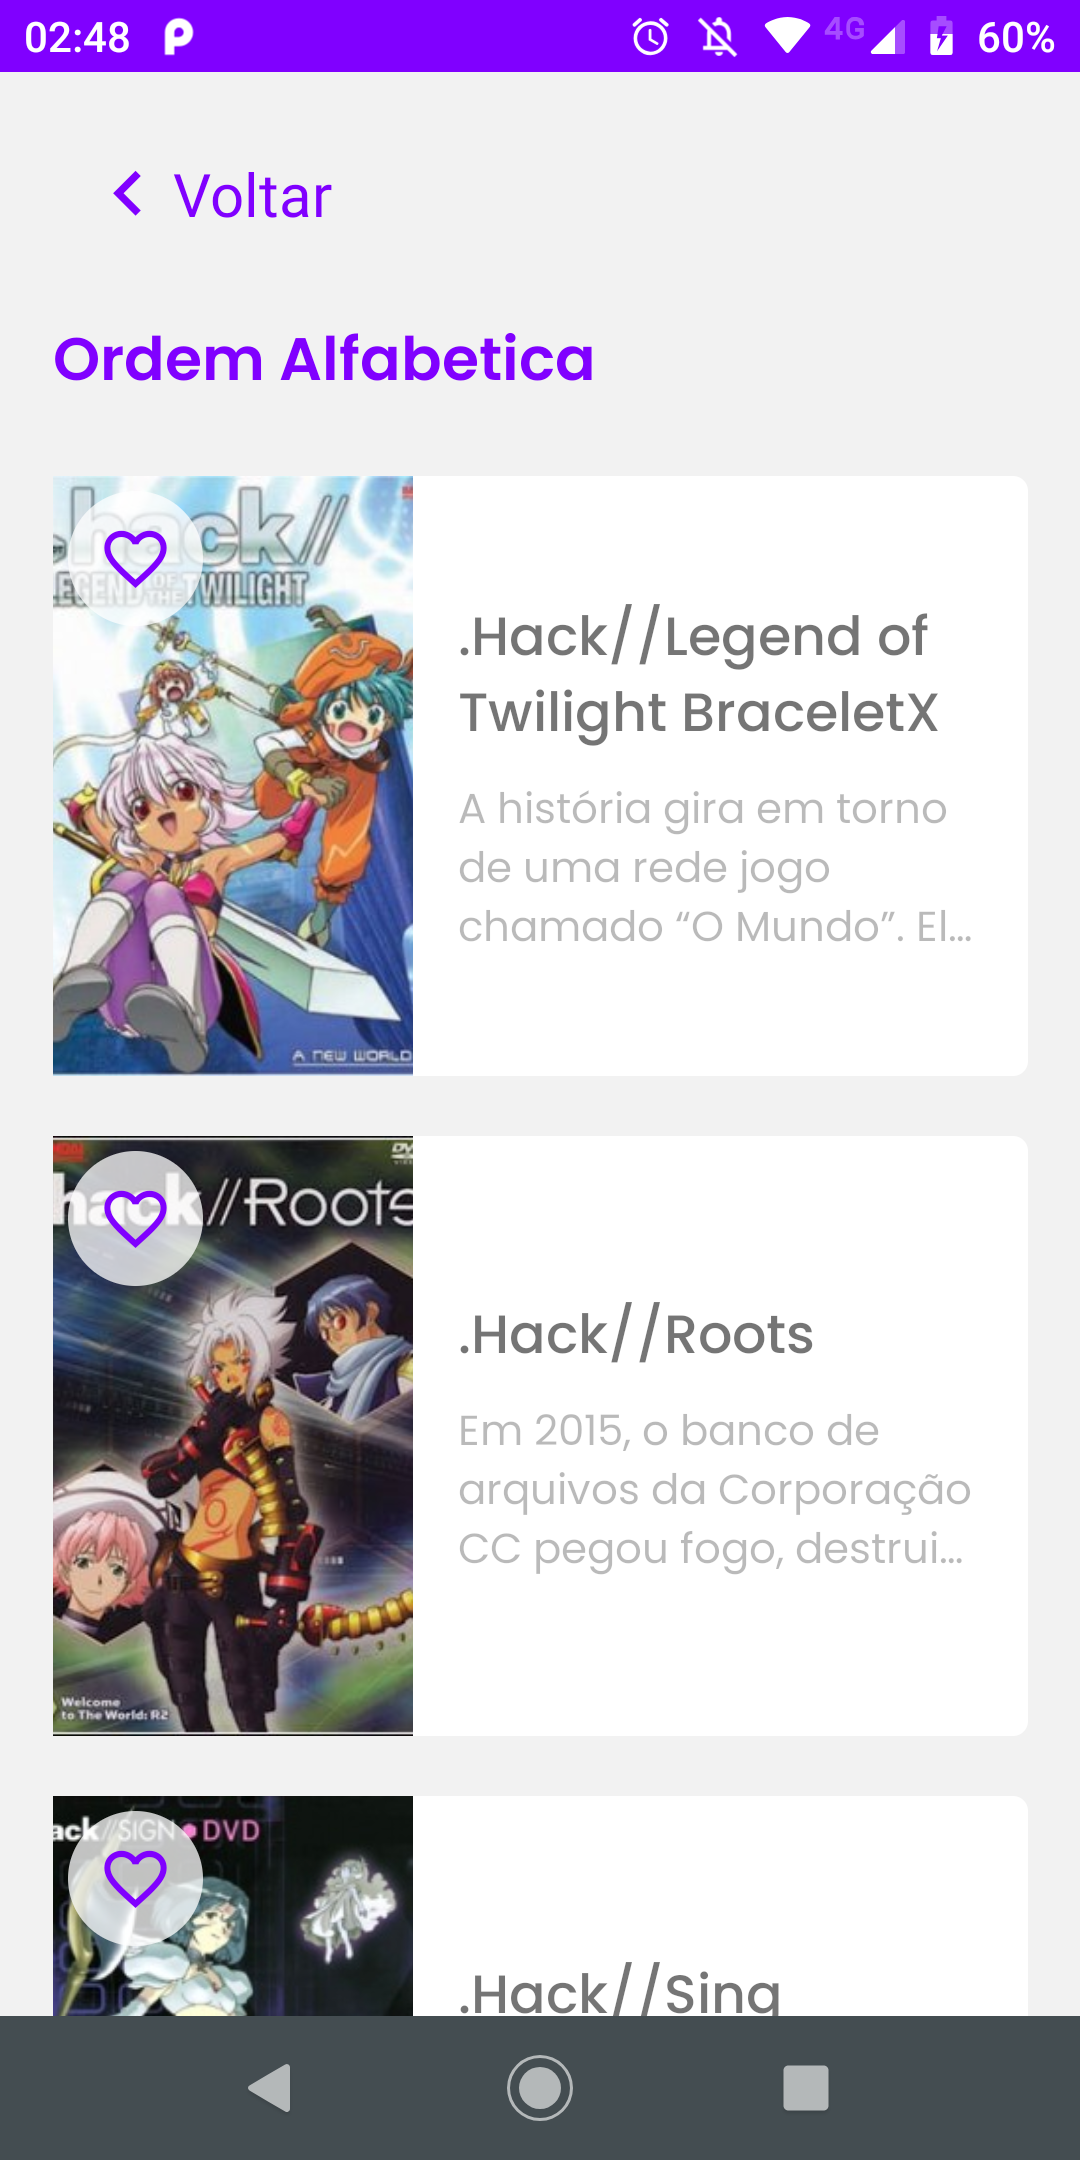 02:48
4G
60%
Voltar
Ordem Alfabetica
hack//
LEGEND OF THE TWILIGHT
.Hack//Legend of
Twilight BraceletX
A história gira em torno
de uma rede jogo
chamado “O Mundo”. El...
A NEW WORLD
DV
hack//Roots
.Hack//Roots
Em 2015, o banco de
arquivos da Corporação
CC pegou fogo, destrui...
Welcome
to The World: R2
ack//SIGN DVD
.Hack//Sing